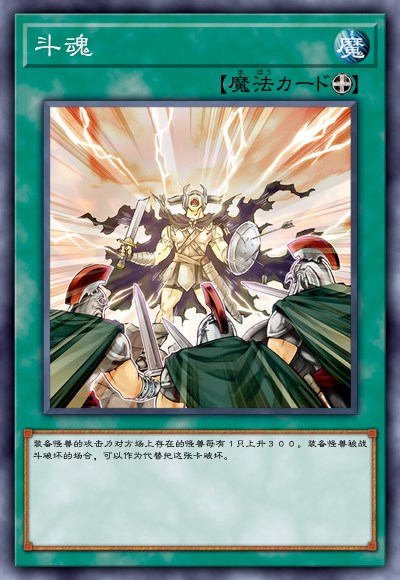 斗魂
魔
【魔法カード】
まほう
装备怪兽的攻击力对方场上存在的怪兽每有1只上升300。装备怪兽被战
斗破坏的场合，可以作为代替把这张卡破坏。